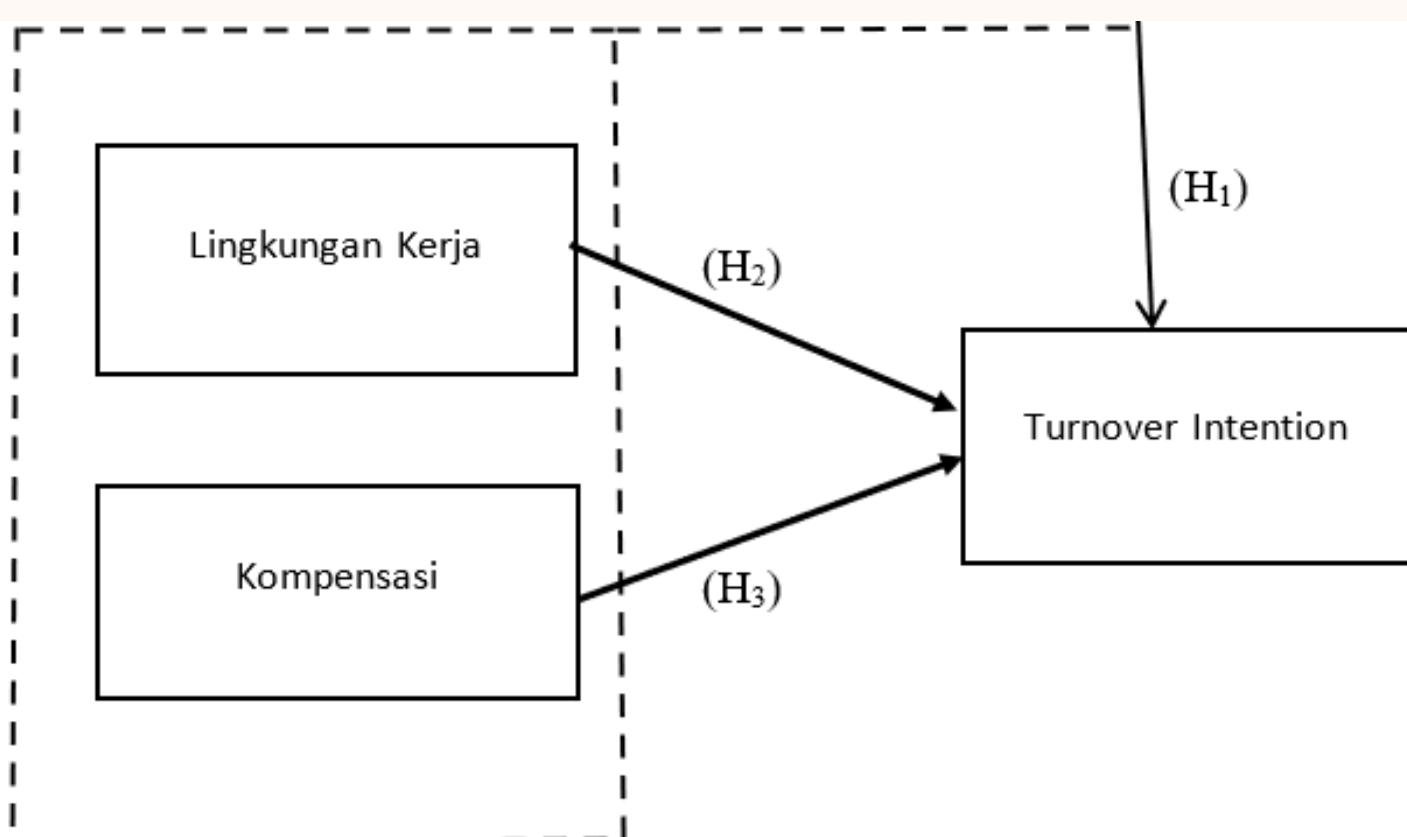 (H₁)
Lingkungan Kerja
(H₂)
Turnover Intention
Kompensasi
(H₃)